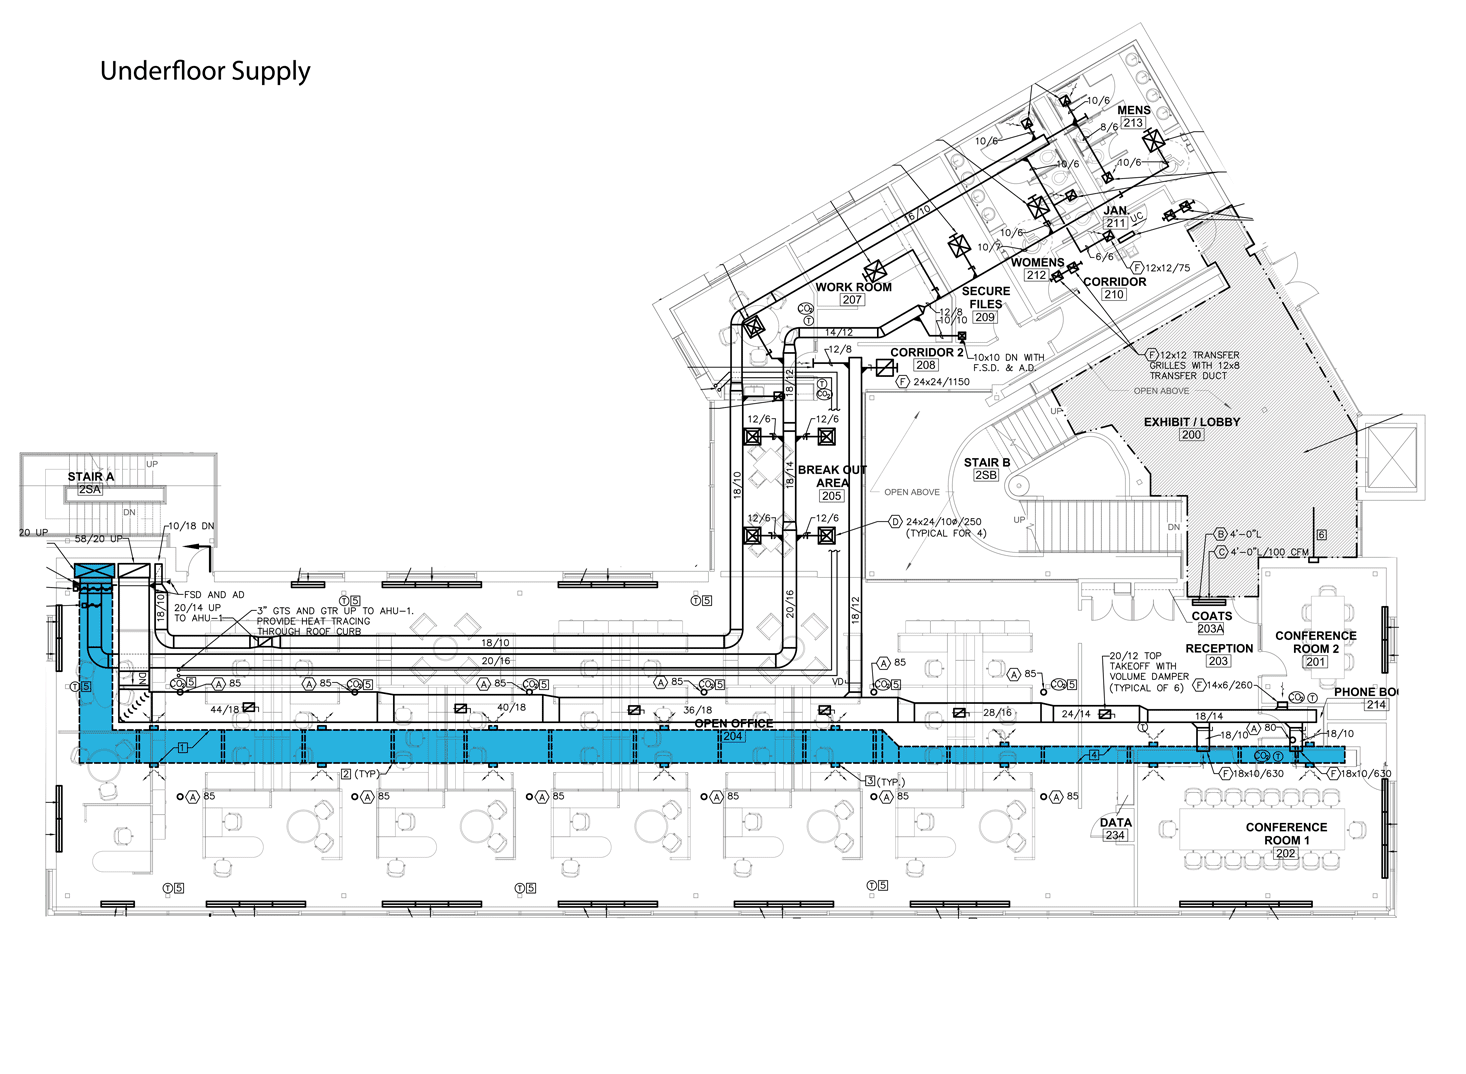 Underfloor Supply
MENS
213
10/6
8/6
10/6
10/6
10/6
JAN.
211
UC
6/10
10/6
10/7
6/6
F 12x12/75
WOMENS
212
CORRIDOR
210
WORK ROOM
207
SECURE
FILES
209
CO2
T
12/8
10/10
14/12
12/8
CORRIDOR 2
208
10x10 DN WITH
F.S.D. & A.D.
F 24x24/1150
F 12x12 TRANSFER
GRILLES WITH 12x8
TRANSFER DUCT
OPEN ABOVE
T
CO2
18/12
UP
EXHIBIT / LOBBY
200
12/6
12/6
18/10
18/14
BREAK OUT
AREA
205
STAIR B
2SB
OPEN ABOVE
STAIR A
2SA
UP
DN
12/6
12/6
D 24x24/10ø/250
(TYPICAL FOR 4)
UP
DN
20 UP
58/20 UP
10/18 DN
B 4'-0"L
C 4'-0"L/100 CFM
6
FSD AND AD
20/14 UP
TO AHU-1
3" GTS AND GTR UP TO AHU-1.
PROVIDE HEAT TRACING
THROUGH ROOF CURB
T 5
T 5
18/10
20/16
18/12
COATS
203A
18/10
20/16
CONFERENCE
ROOM 2
201
RECEPTION
203
20/12 TOP
TAKEOFF WITH
VOLUME DAMPER
(TYPICAL OF 6)
F 14x6/260
PHONE BOO
214
CO2 T
DN
VD
T 5
CO2 5
A 85
A 85
CO2 5
A 85
CO2 5
A 85
A 85
CO2 5
A 85
CO2 5
44/18
40/18
36/18
28/16
24/14
18/14
OPEN OFFICE
204
T
18/10
A 80
18/10
1
2 (TYP)
3 (TYP.)
4
CO2 T
F 18x10/630
F 18x10/630
A 85
A 85
A 85
A 85
A 85
A 85
DATA
234
CONFERENCE
ROOM 1
202
T 5
T 5
T 5